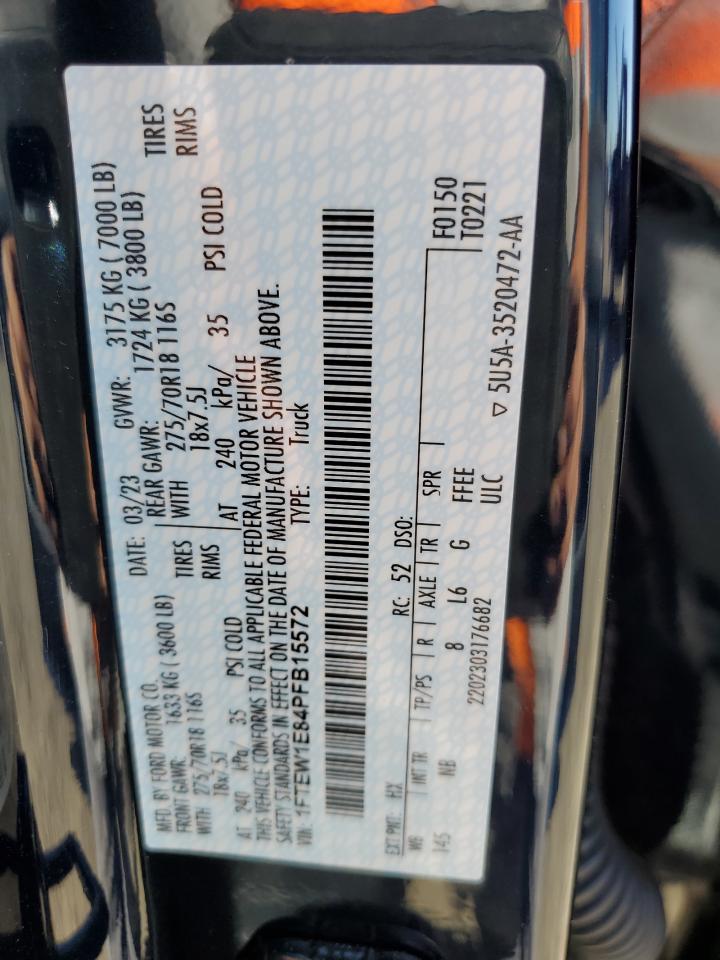 MFD. BY FORD MOTOR CO.
DATE: 03/23 GVWR: 3175 KG ( 7000 LB)
FRONT GAWR: 1633 KG ( 3600 LB) REAR GAWR: 1724 KG ( 3800 LB)
WITH 275/70R18 116S TIRES WITH 275/70R18 116S TIRES
18x7.5J RIMS 18x7.5J RIMS
AT 240 kPa/ 35 PSI COLD AT 240 kPa/ 35 PSI COLD
THIS VEHICLE CONFORMS TO ALL APPLICABLE FEDERAL MOTOR VEHICLE
SAFETY STANDARDS IN EFFECT ON THE DATE OF MANUFACTURE SHOWN ABOVE.
VIN: 1FTEW1E84PFB15572 TYPE: Truck
EXT PNT: HX RC: 52 DSO:
WB INT TR TP/PS R AXLE TR SPR F0150
145 NB 8 L6 G FFEE T0221
2202303176682 ULC
▽ 5U5A-3520472-AA